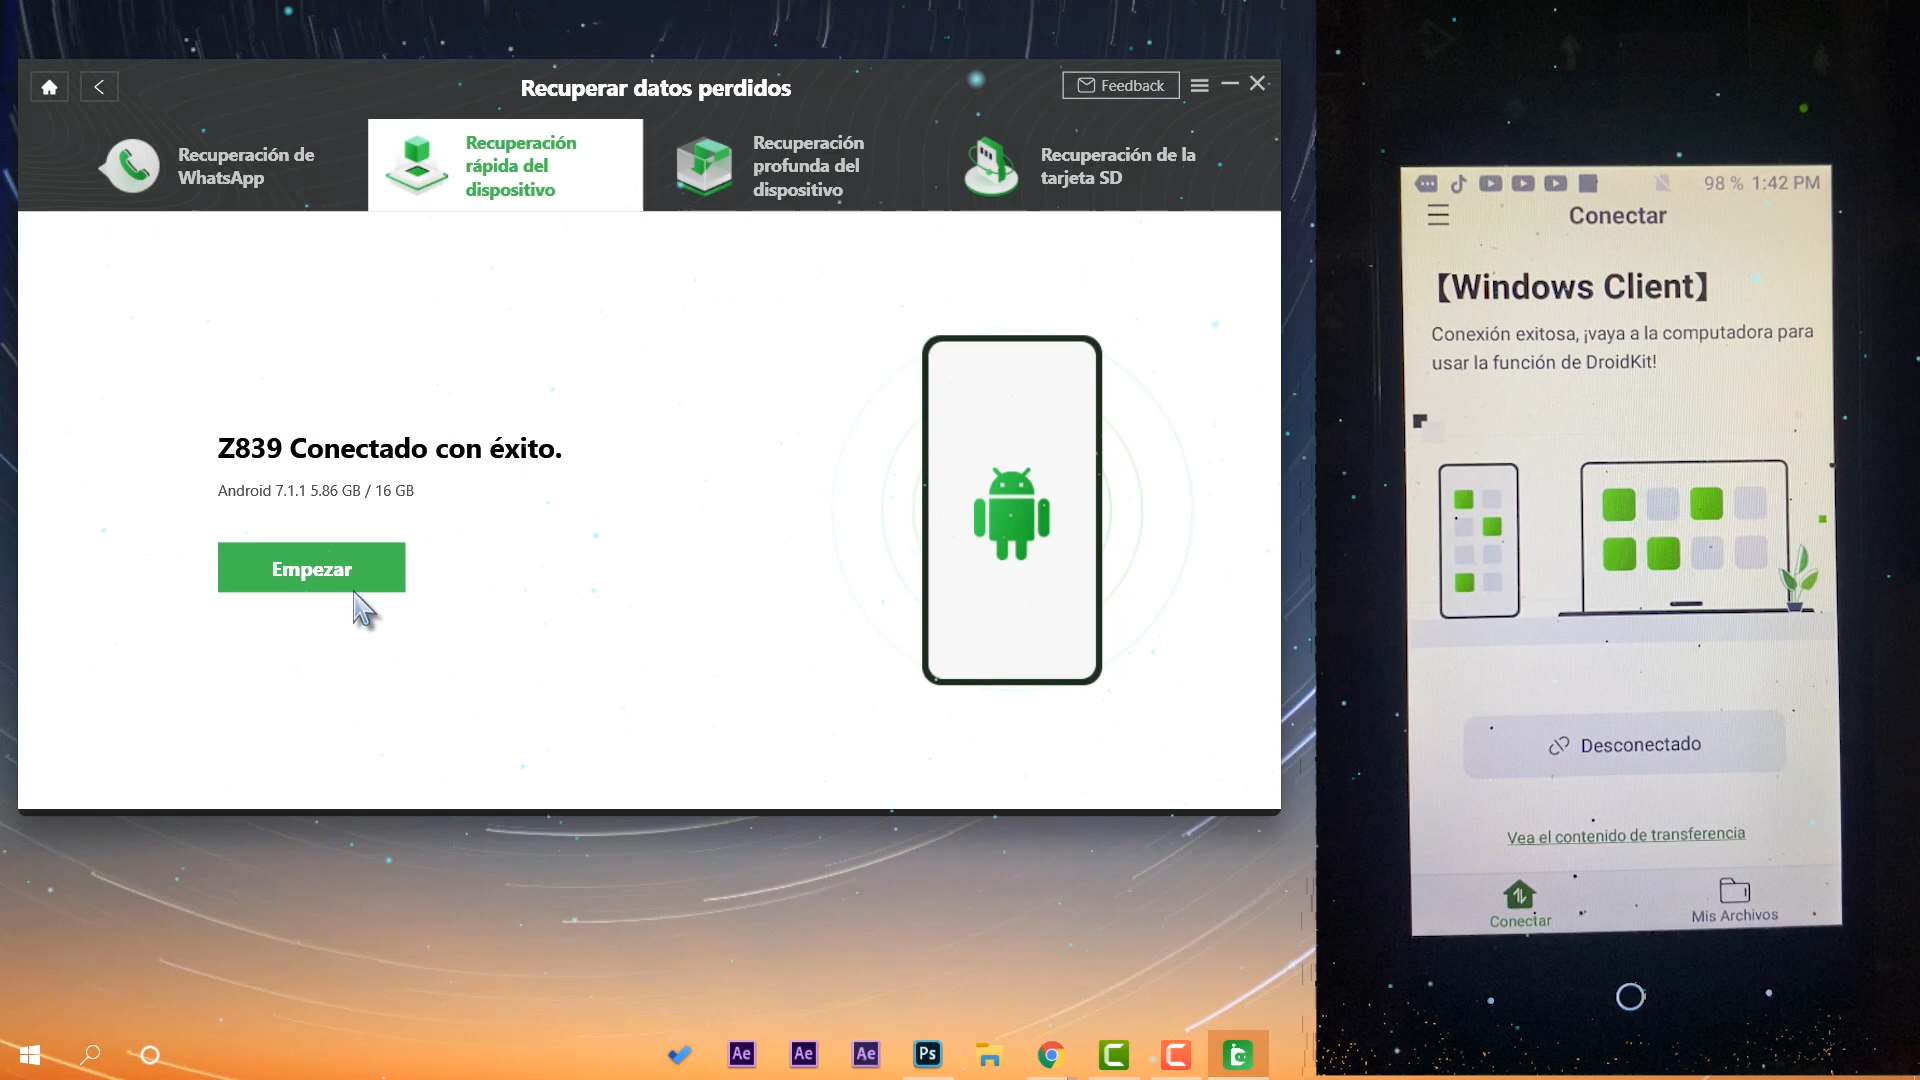 Recuperar datos perdidos
Feedback
Recuperación de
WhatsApp
Recuperación
rápida del
dispositivo
Recuperación
profunda del
dispositivo
Recuperación de la
tarjeta SD
Z839 Conectado con éxito.
Android 7.1.1 5.86 GB / 16 GB
Empezar
Ae
Ae
Ae
Ps
98 % 1:42 PM
Conectar
【Windows Client】
Conexión exitosa, ¡vaya a la computadora para
usar la función de DroidKit!
Desconectado
Vea el contenido de transferencia
Conectar
Mis Archivos